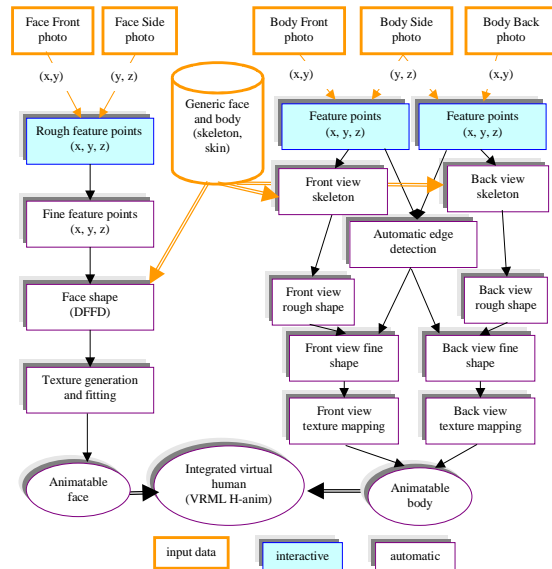 Face Front
photo
Face Side
photo
Body Front
photo
Body Side
photo
Body Back
photo
(x,y)
(y, z)
(x,y)
(y, z)
(x,y)
Generic face
and body
(skeleton,
skin)
Rough feature points
(x, y, z)
Feature points
(x, y, z)
Feature points
(x, y, z)
Front view
skeleton
Back view
skeleton
Fine feature points
(x, y, z)
Automatic edge
detection
Face shape
(DFFD)
Front view
rough shape
Back view
rough shape
Front view fine
shape
Back view fine
shape
Texture generation
and fitting
Front view
texture mapping
Back view
texture mapping
Animatable
face
Integrated virtual
human
(VRML H-anim)
Animatable
body
input data
interactive
automatic